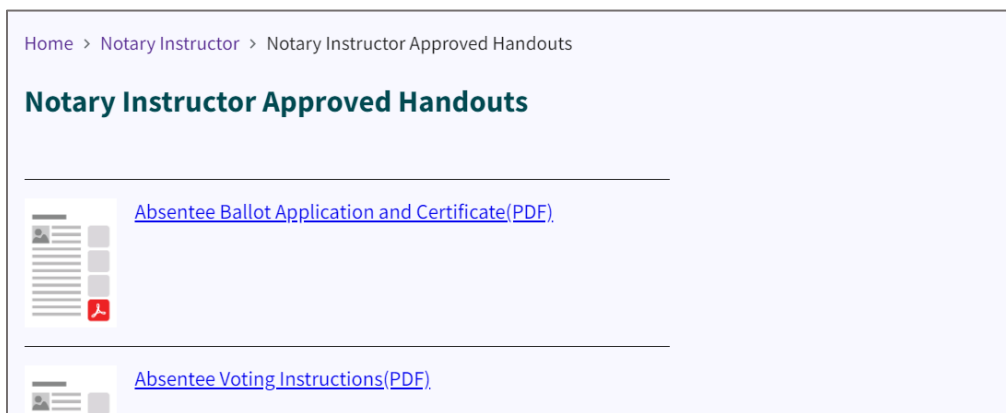 Home > Notary Instructor > Notary Instructor Approved Handouts
Notary Instructor Approved Handouts
Absentee Ballot Application and Certificate(PDF)
Absentee Voting Instructions(PDF)